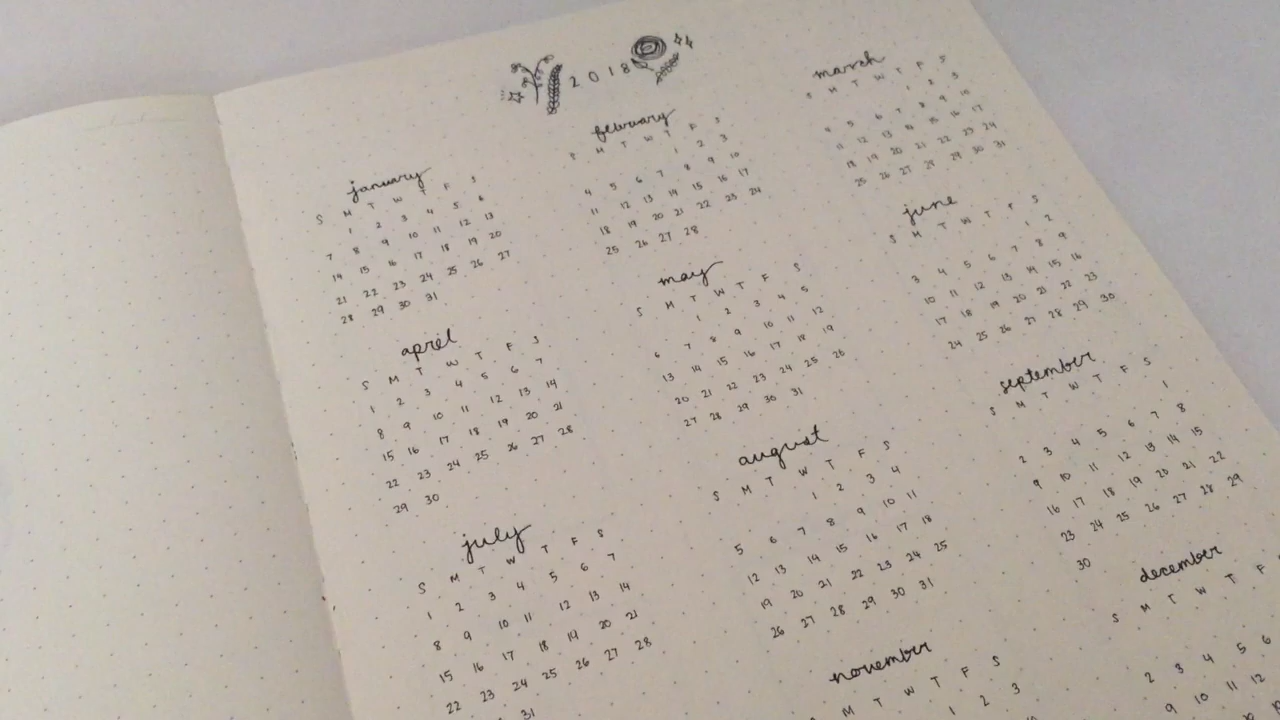 2018
january
S M T W T F S
1 2 3 4 5 6
7 8 9 10 11 12 13
14 15 16 17 18 19 20
21 22 23 24 25 26 27
28 29 30 31
february
S M T W T F S
1 2 3
4 5 6 7 8 9 10
11 12 13 14 15 16 17
18 19 20 21 22 23 24
25 26 27 28
march
S M T W T F S
1 2 3
4 5 6 7 8 9 10
11 12 13 14 15 16 17
18 19 20 21 22 23 24
25 26 27 28 29 30 31
april
S M T W T F S
1 2 3 4 5 6 7
8 9 10 11 12 13 14
15 16 17 18 19 20 21
22 23 24 25 26 27 28
29 30
may
S M T W T F S
1 2 3 4 5
6 7 8 9 10 11 12
13 14 15 16 17 18 19
20 21 22 23 24 25 26
27 28 29 30 31
june
S M T W T F S
1 2
3 4 5 6 7 8 9
10 11 12 13 14 15 16
17 18 19 20 21 22 23
24 25 26 27 28 29 30
july
S M T W T F S
1 2 3 4 5 6 7
8 9 10 11 12 13 14
15 16 17 18 19 20 21
22 23 24 25 26 27 28
31
august
S M T W T F S
1 2 3 4
5 6 7 8 9 10 11
12 13 14 15 16 17 18
19 20 21 22 23 24 25
26 27 28 29 30 31
september
S M T W T F S
1
2 3 4 5 6 7 8
9 10 11 12 13 14 15
16 17 18 19 20 21 22
23 24 25 26 27 28 29
30
november
M T W T F S
1 2 3
december
S M T W T F
2 3 4 5 6
9 10 11 12